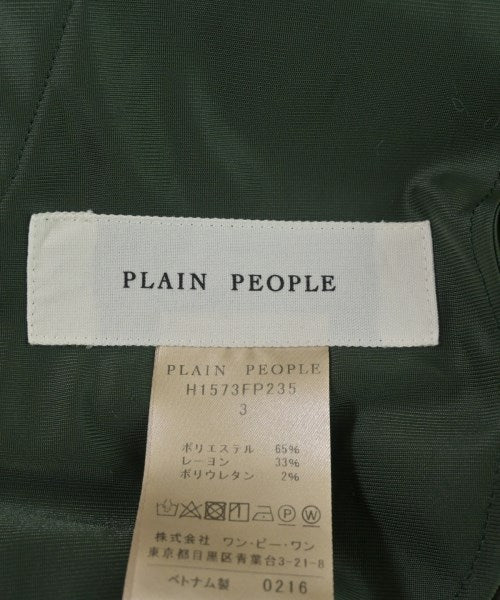 PLAIN PEOPLE
PLAIN PEOPLE
H1573FP235
3
ポリエステル 65%
レーヨン 33%
ポリウレタン 2%
P W
株式会社 ワン・ピー・ワン
東京都目黒区青葉台3-21-8
ベトナム製 0216